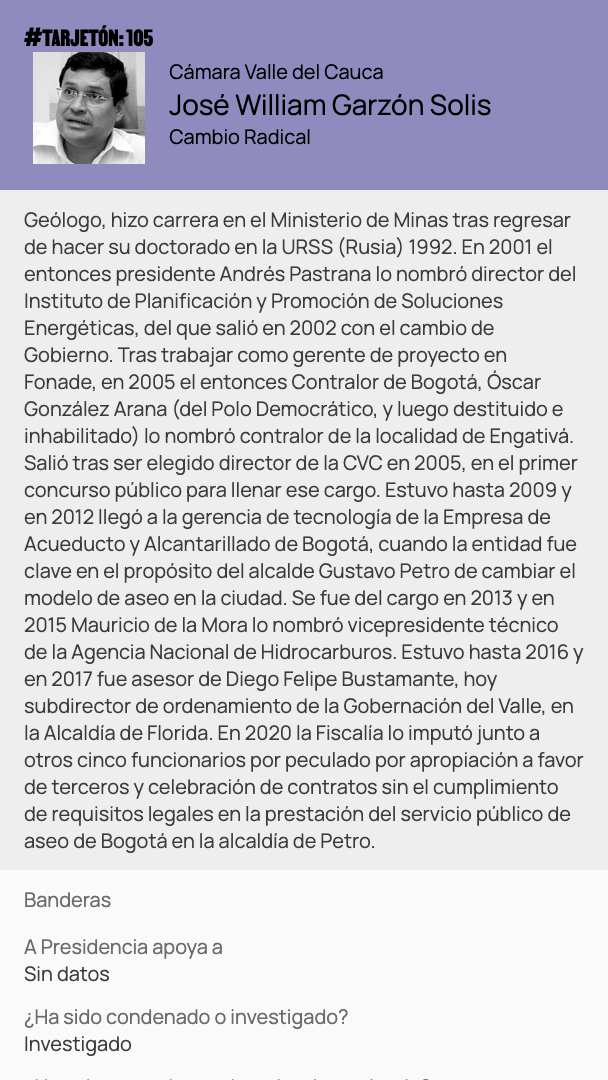 #TARJETÓN: 105
Cámara Valle del Cauca
José William Garzón Solis
Cambio Radical
Geólogo, hizo carrera en el Ministerio de Minas tras regresar
de hacer su doctorado en la URSS (Rusia) 1992. En 2001 el
entonces presidente Andrés Pastrana lo nombró director del
Instituto de Planificación y Promoción de Soluciones
Energéticas, del que salió en 2002 con el cambio de
Gobierno. Tras trabajar como gerente de proyecto en
Fonade, en 2005 el entonces Contralor de Bogotá, Óscar
González Arana (del Polo Democrático, y luego destituido e
inhabilitado) lo nombró contralor de la localidad de Engativá.
Salió tras ser elegido director de la CVC en 2005, en el primer
concurso público para llenar ese cargo. Estuvo hasta 2009 y
en 2012 llegó a la gerencia de tecnología de la Empresa de
Acueducto y Alcantarillado de Bogotá, cuando la entidad fue
clave en el propósito del alcalde Gustavo Petro de cambiar el
modelo de aseo en la ciudad. Se fue del cargo en 2013 y en
2015 Mauricio de la Mora lo nombró vicepresidente técnico
de la Agencia Nacional de Hidrocarburos. Estuvo hasta 2016 y
en 2017 fue asesor de Diego Felipe Bustamante, hoy
subdirector de ordenamiento de la Gobernación del Valle, en
la Alcaldía de Florida. En 2020 la Fiscalía lo imputó junto a
otros cinco funcionarios por peculado por apropiación a favor
de terceros y celebración de contratos sin el cumplimiento
de requisitos legales en la prestación del servicio público de
aseo de Bogotá en la alcaldía de Petro.
Banderas
A Presidencia apoya a
Sin datos
¿Ha sido condenado o investigado?
Investigado